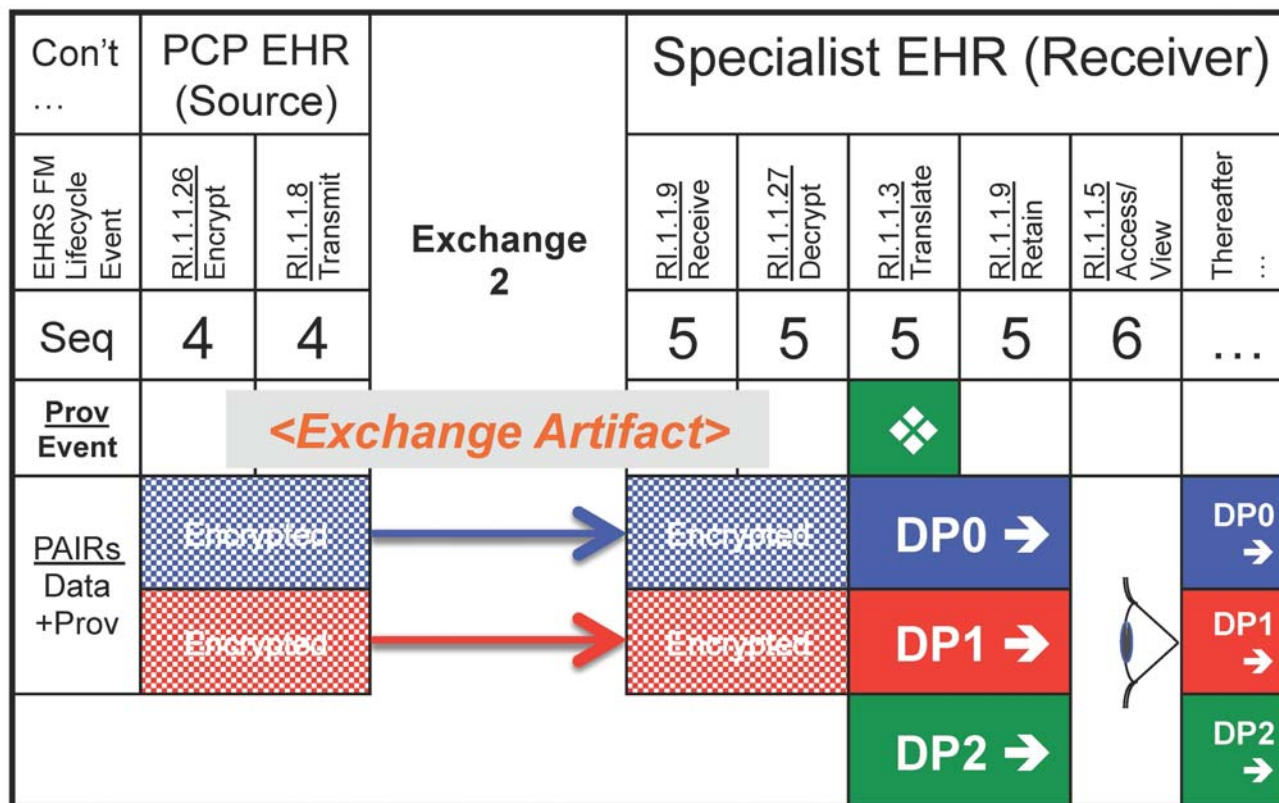 Con't
...
PCP EHR
(Source)
Specialist EHR (Receiver)
EHRS FM
Lifecycle
Event
RI.1.1.26
Encrypt
RI.1.1.8
Transmit
Exchange
2
RI.1.1.9
Receive
RI.1.1.27
Decrypt
RI.1.1.3
Translate
RI.1.1.9
Retain
RI.1.1.5
Access/
View
Thereafter
...
Seq
4
4
5
5
5
5
6
...
Prov
Event
<Exchange Artifact>
PAIRs
Data
+Prov
Encrypted
Encrypted
DP0 ➔
DP0
➔
Encrypted
Encrypted
DP1 ➔
DP1
➔
DP2 ➔
DP2
➔